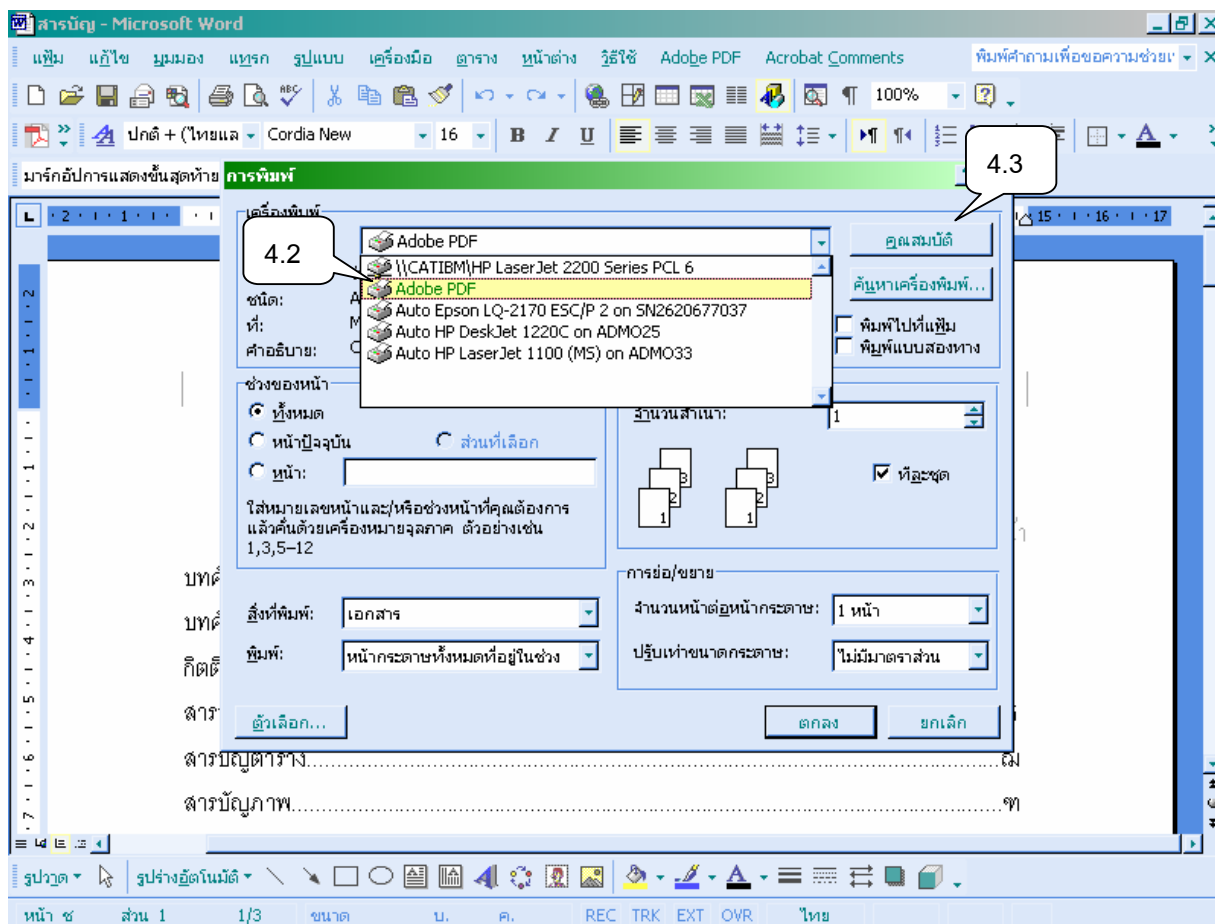 สารบัญ - Microsoft Word
แฟ้ม แก้ไข มุมมอง แทรก รูปแบบ เครื่องมือ ตาราง หน้าต่าง วิธีใช้ Adobe PDF Acrobat Comments พิมพ์คำถามเพื่อขอความช่วย
100%
ปกติ + (ไทยแล Cordia New 16 B I U
มาร์กอัปการแสดงขั้นสุดท้าย
การพิมพ์
4.3
2 1 15 16 17
เครื่องพิมพ์
4.2
Adobe PDF
คุณสมบัติ
\\CATIBM\HP LaserJet 2200 Series PCL 6
Adobe PDF
ค้นหาเครื่องพิมพ์...
Auto Epson LQ-2170 ESC/P 2 on SN2620677037
ชนิด:
Auto HP DeskJet 1220C on ADMO25
ที่:
พิมพ์ไปที่แฟ้ม
Auto HP LaserJet 1100 (MS) on ADMO33
คำอธิบาย:
พิมพ์แบบสองทาง
ช่วงของหน้า
ทั้งหมด
จำนวนสำเนา: 1
หน้าปัจจุบัน ส่วนที่เลือก
หน้า:
ทีละชุด
ใส่หมายเลขหน้าและ/หรือช่วงหน้าที่คุณต้องการ
แล้วคั่นด้วยเครื่องหมายจุลภาค ตัวอย่างเช่น
1,3,5–12
3 2 1 3 2 1
การย่อ/ขยาย
สิ่งที่พิมพ์: เอกสาร
จำนวนหน้าต่อหน้ากระดาษ: 1 หน้า
พิมพ์: หน้ากระดาษทั้งหมดที่อยู่ในช่วง
ปรับเท่าขนาดกระดาษ: ไม่มีมาตราส่วน
ตัวเลือก... ตกลง ยกเลิก
สารบัญตาราง........ฌ
สารบัญภาพ........ฑ
รูปวาด รูปร่างอัตโนมัติ
หน้า ช ส่วน 1 1/3 ขนาด บ. ค. REC TRK EXT OVR ไทย